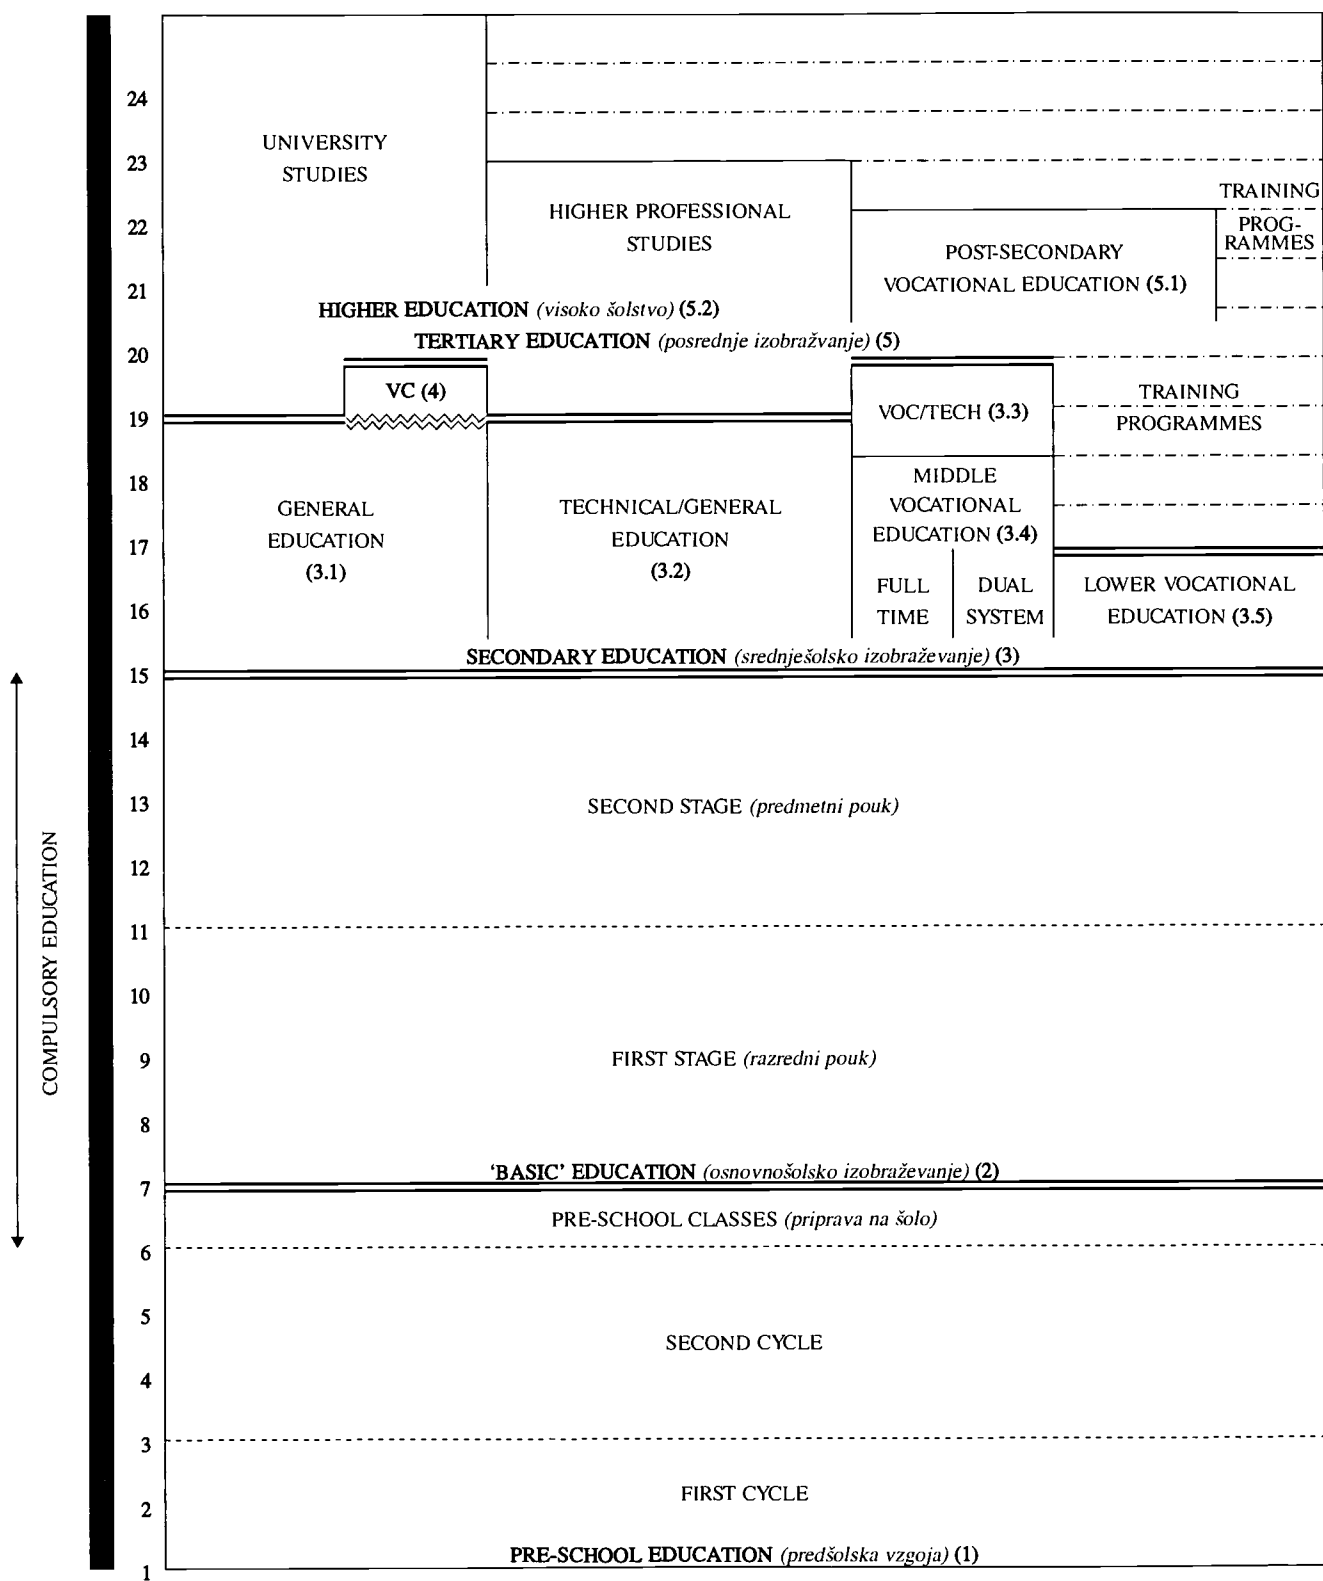 24
UNIVERSITY
STUDIES
23
TRAINING
HIGHER PROFESSIONAL
STUDIES
22
PROG-
RAMMES
POST-SECONDARY
VOCATIONAL EDUCATION (5.1)
21
HIGHER EDUCATION (visoko šolstvo) (5.2)
TERTIARY EDUCATION (posrednje izobražvanje) (5)
20
VC (4)
TRAINING
PROGRAMMES
VOC/TECH (3.3)
19
18
MIDDLE
VOCATIONAL
EDUCATION (3.4)
GENERAL
EDUCATION
(3.1)
TECHNICAL/GENERAL
EDUCATION
(3.2)
17
FULL
TIME
DUAL
SYSTEM
LOWER VOCATIONAL
EDUCATION (3.5)
16
SECONDARY EDUCATION (srednješolsko izobraževanje) (3)
15
14
13
SECOND STAGE (predmetni pouk)
12
COMPULSORY EDUCATION
11
10
9
FIRST STAGE (razredni pouk)
8
'BASIC' EDUCATION (osnovnošolsko izobraževanje) (2)
7
PRE-SCHOOL CLASSES (priprava na šolo)
6
5
SECOND CYCLE
4
3
FIRST CYCLE
2
PRE-SCHOOL EDUCATION (predšolska vzgoja) (1)
1